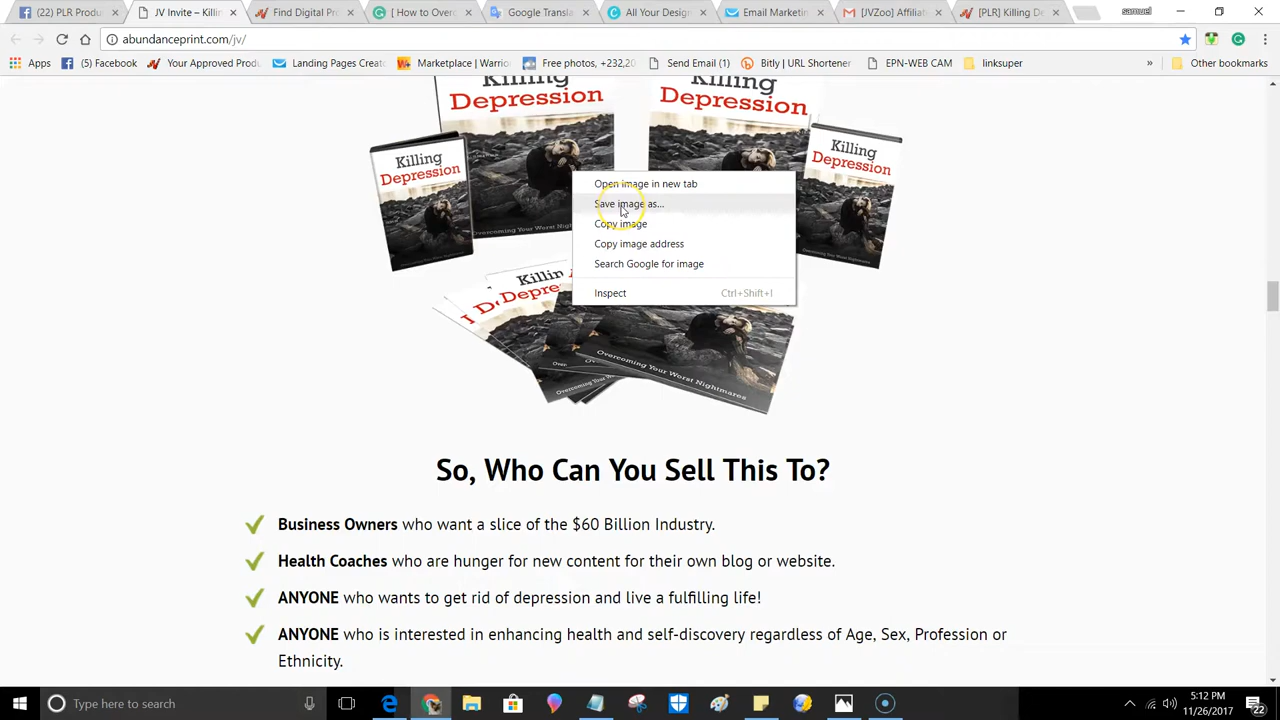 (22) PLR Produ
JV Invite – Killin
Find Digital Pro
[ How to Overc
Google Transla
All Your Design
Email Marketin
[JVZoo] Affiliat
[PLR] Killing De
samuel
abundanceprint.com/jv/
Apps
(5) Facebook
Your Approved Produ
Landing Pages Creato
Marketplace | Warrio
Free photos, +232,20
Send Email (1)
Bitly | URL Shortener
EPN-WEB CAM
linksuper
»
Other bookmarks
Killing
Depression
Killing
Depression
Killing
Depression
Killing
Depression
Open image in new tab
Save image as...
Copy image
Copy image address
Search Google for image
Inspect
Ctrl+Shift+I
Overcoming Your Worst Nightmares
So, Who Can You Sell This To?
Business Owners who want a slice of the $60 Billion Industry.
Health Coaches who are hunger for new content for their own blog or website.
ANYONE who wants to get rid of depression and live a fulfilling life!
ANYONE who is interested in enhancing health and self-discovery regardless of Age, Sex, Profession or
Ethnicity.
Type here to search
5:12 PM
11/26/2017
22